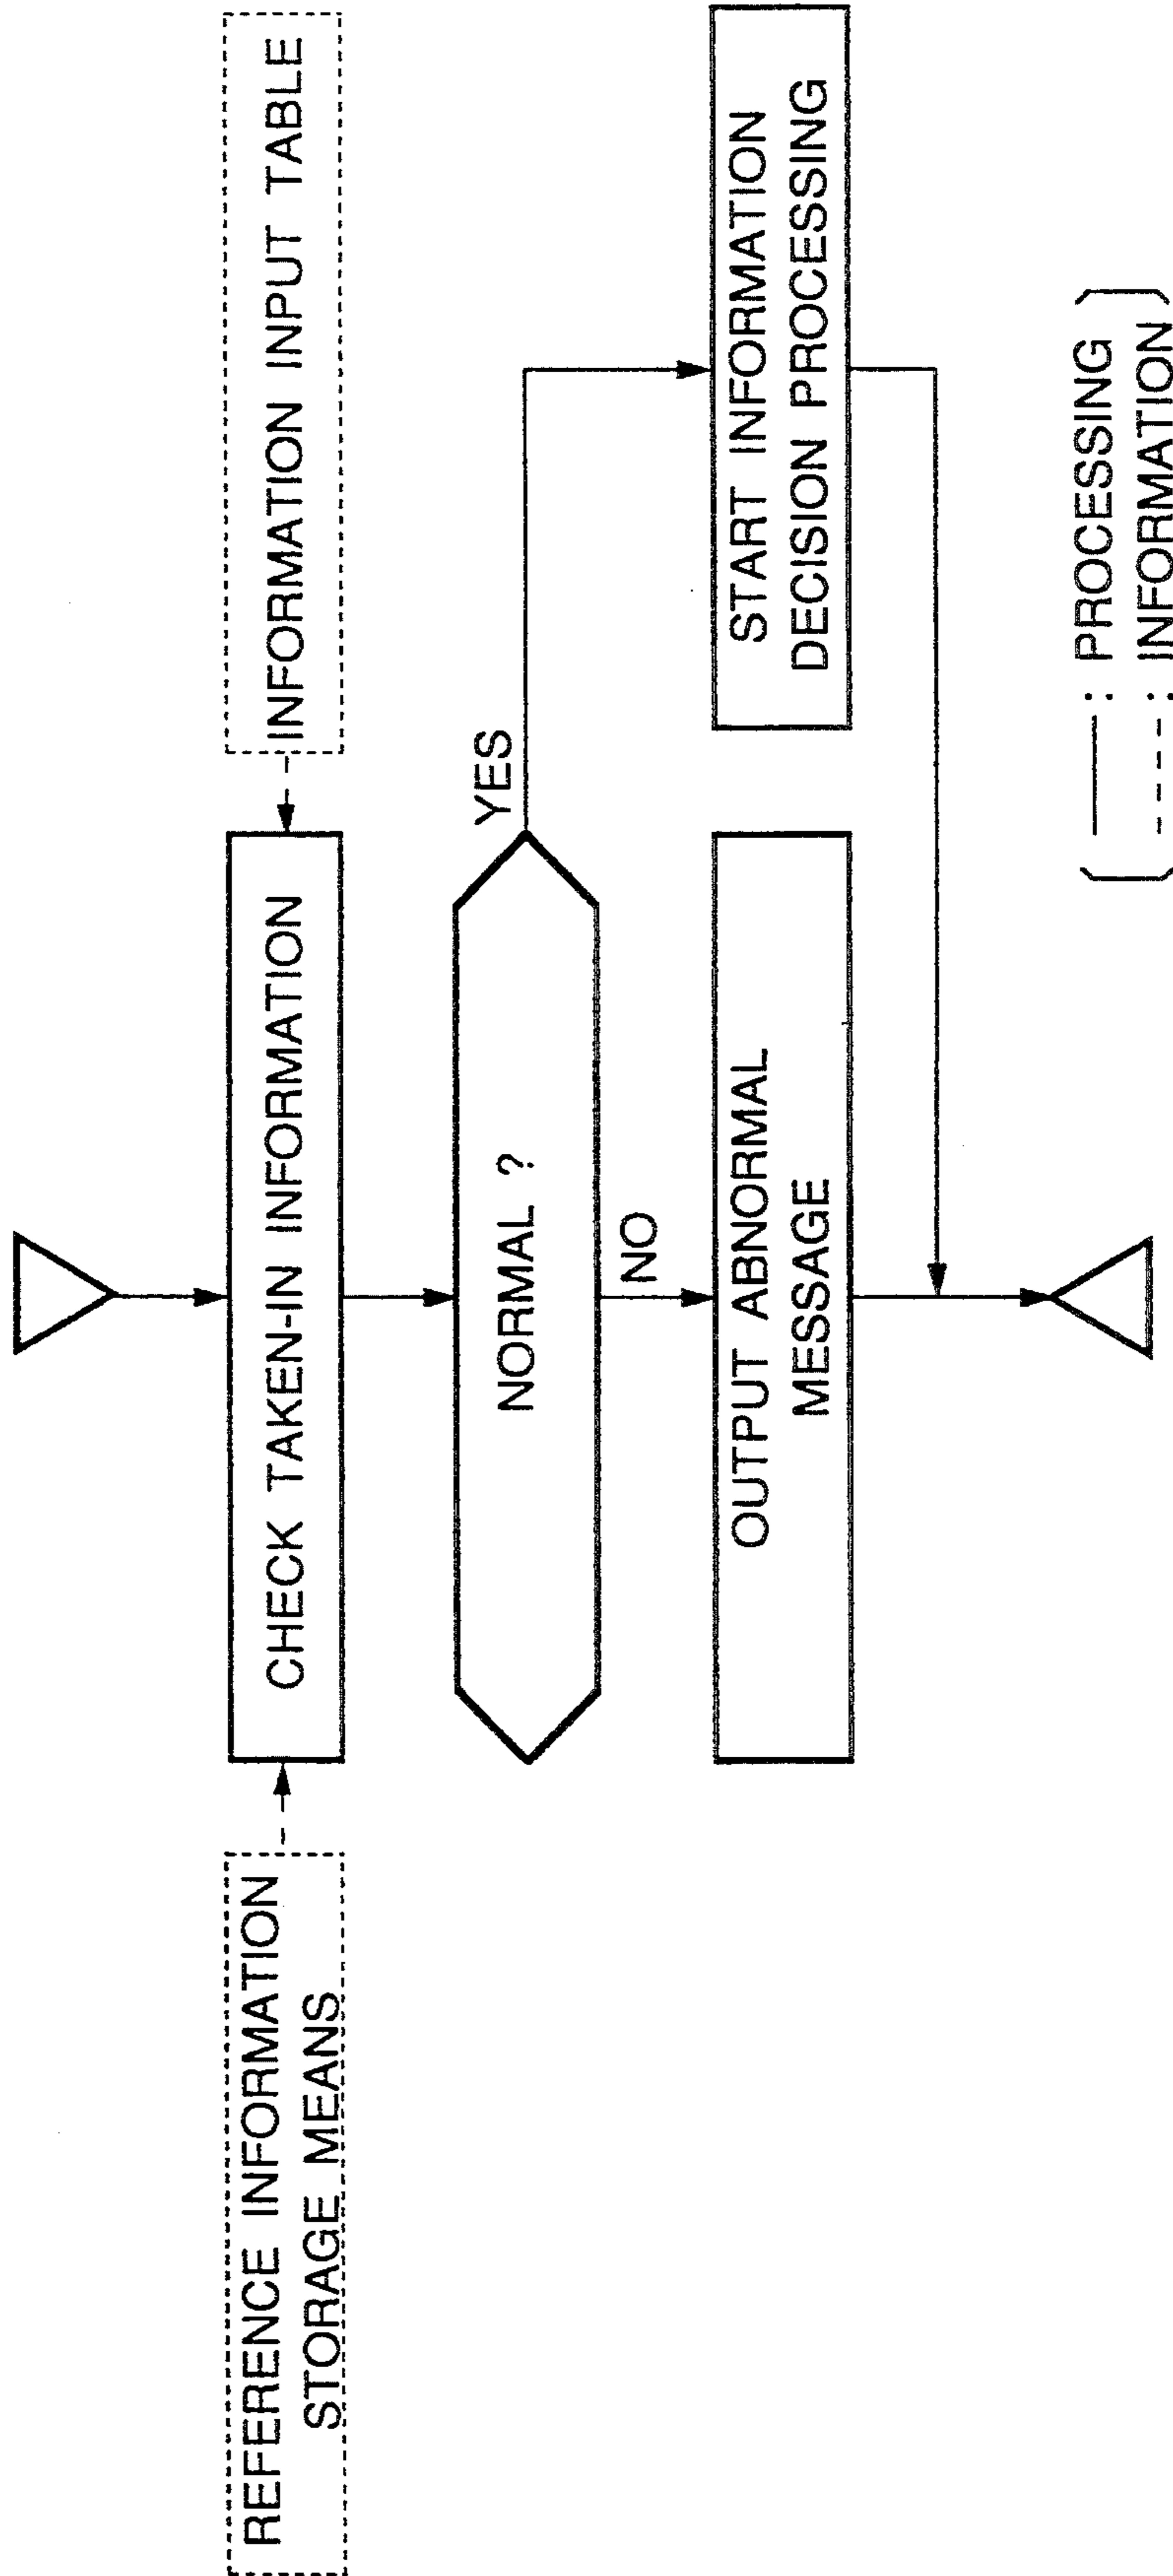 REFERENCE INFORMATION
STORAGE MEANS
CHECK TAKEN-IN INFORMATION
INFORMATION INPUT TABLE
NORMAL ?
YES
NO
OUTPUT ABNORMAL
MESSAGE
START INFORMATION
DECISION PROCESSING
: PROCESSING
: INFORMATION